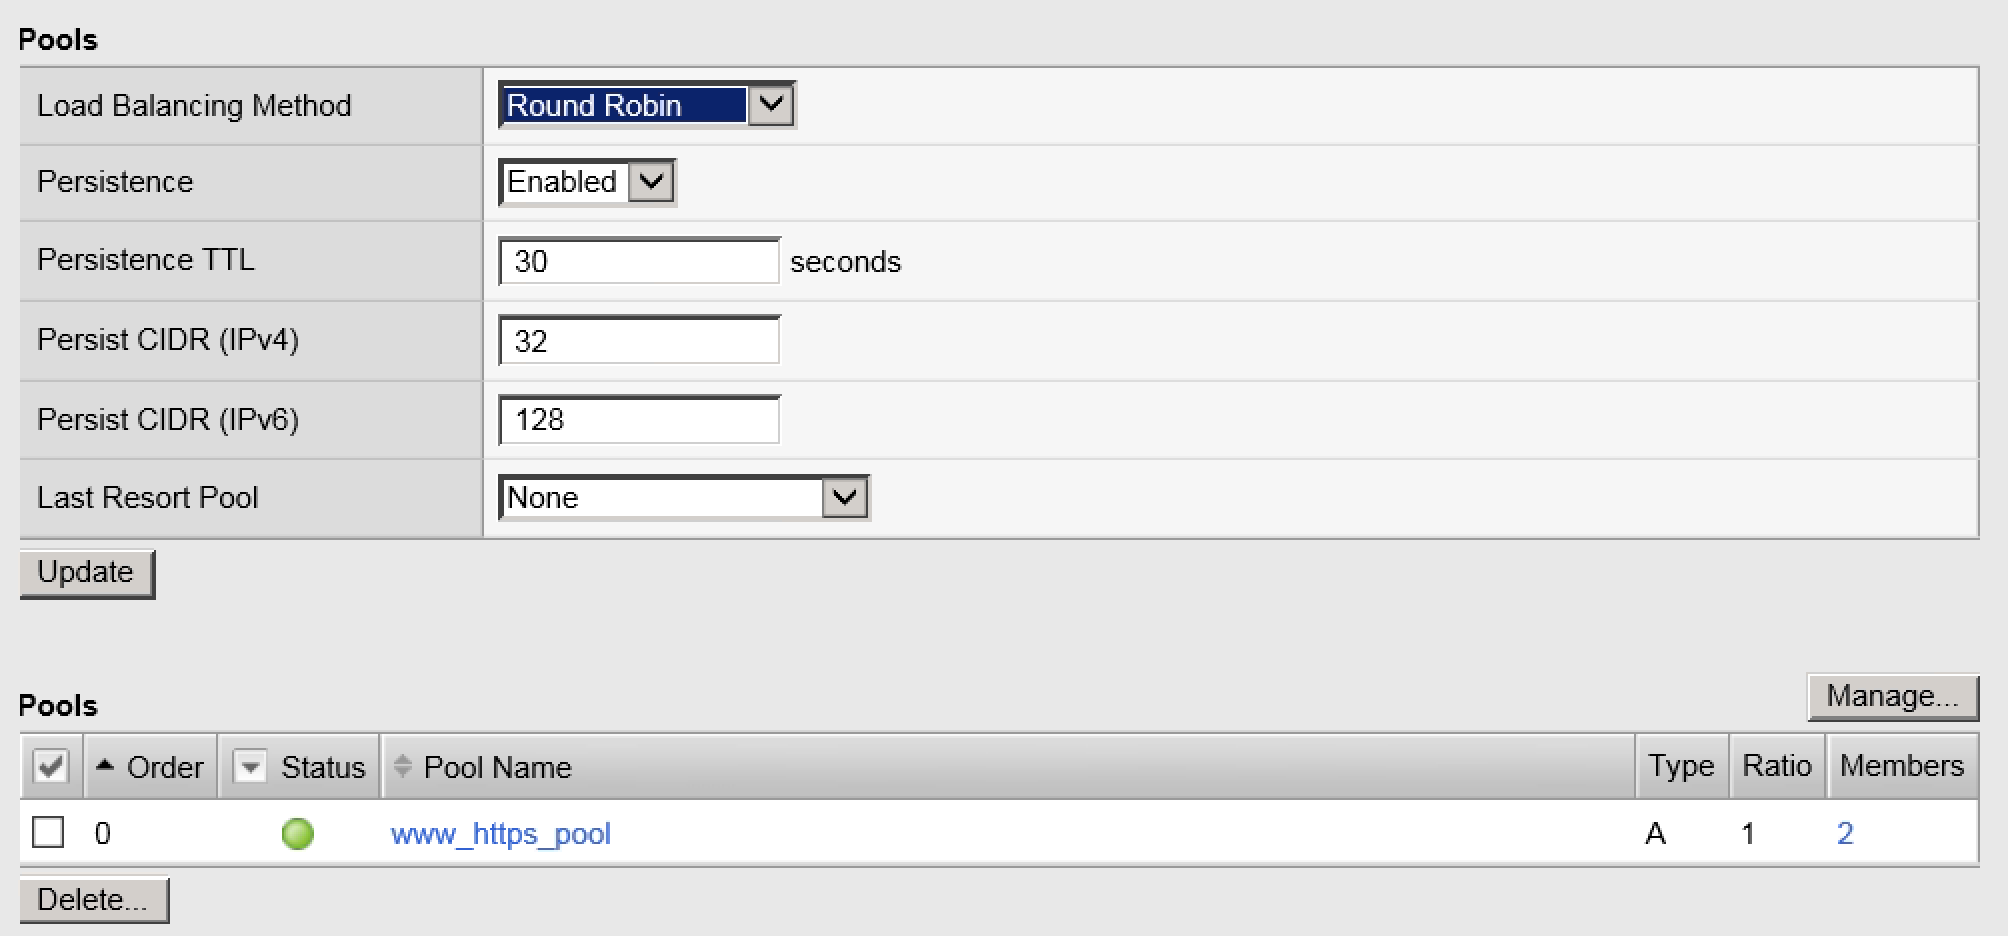 Pools
Load Balancing Method Round Robin
Persistence Enabled
Persistence TTL 30 seconds
Persist CIDR (IPv4) 32
Persist CIDR (IPv6) 128
Last Resort Pool None
Update
Manage...
Pools
Order Status Pool Name Type Ratio Members
0 www_https_pool A 1 2
Delete...